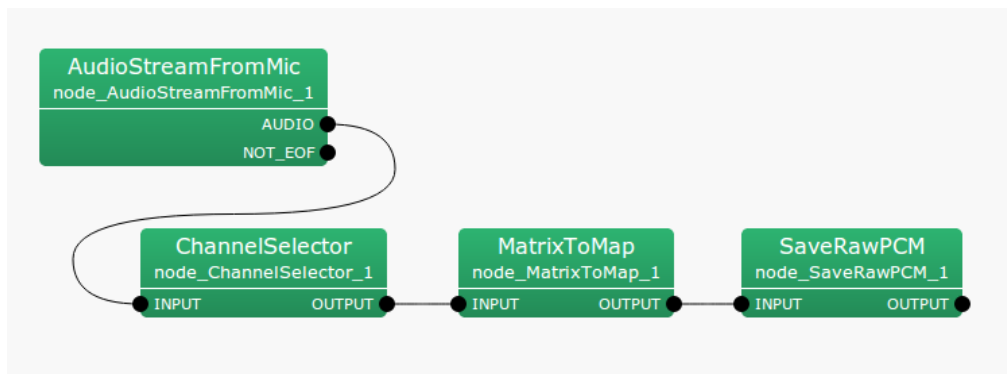 AudioStreamFromMic
node_AudioStreamFromMic_1
AUDIO
NOT_EOF
ChannelSelector
node_ChannelSelector_1
INPUT OUTPUT
MatrixToMap
node_MatrixToMap_1
INPUT OUTPUT
SaveRawPCM
node_SaveRawPCM_1
INPUT OUTPUT